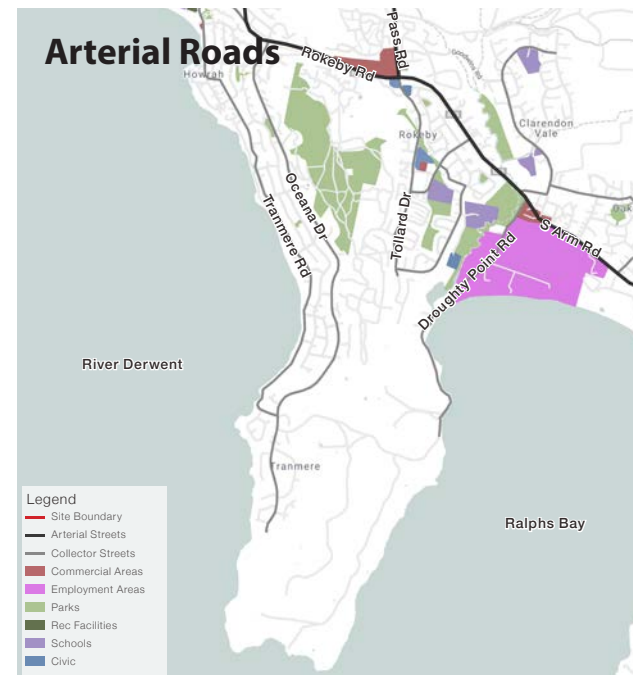 Arterial Roads
Pass Rd
Rokeby Rd
Howrah
Clarendon
Vale
Rokeby
Oceana Dr
Tranmere Rd
Tollard Dr
S Arm Rd
Droughty Point Rd
River Derwent
Tranmere
Ralphs Bay
Legend
Site Boundary
Arterial Streets
Collector Streets
Commercial Areas
Employment Areas
Parks
Rec Facilities
Schools
Civic